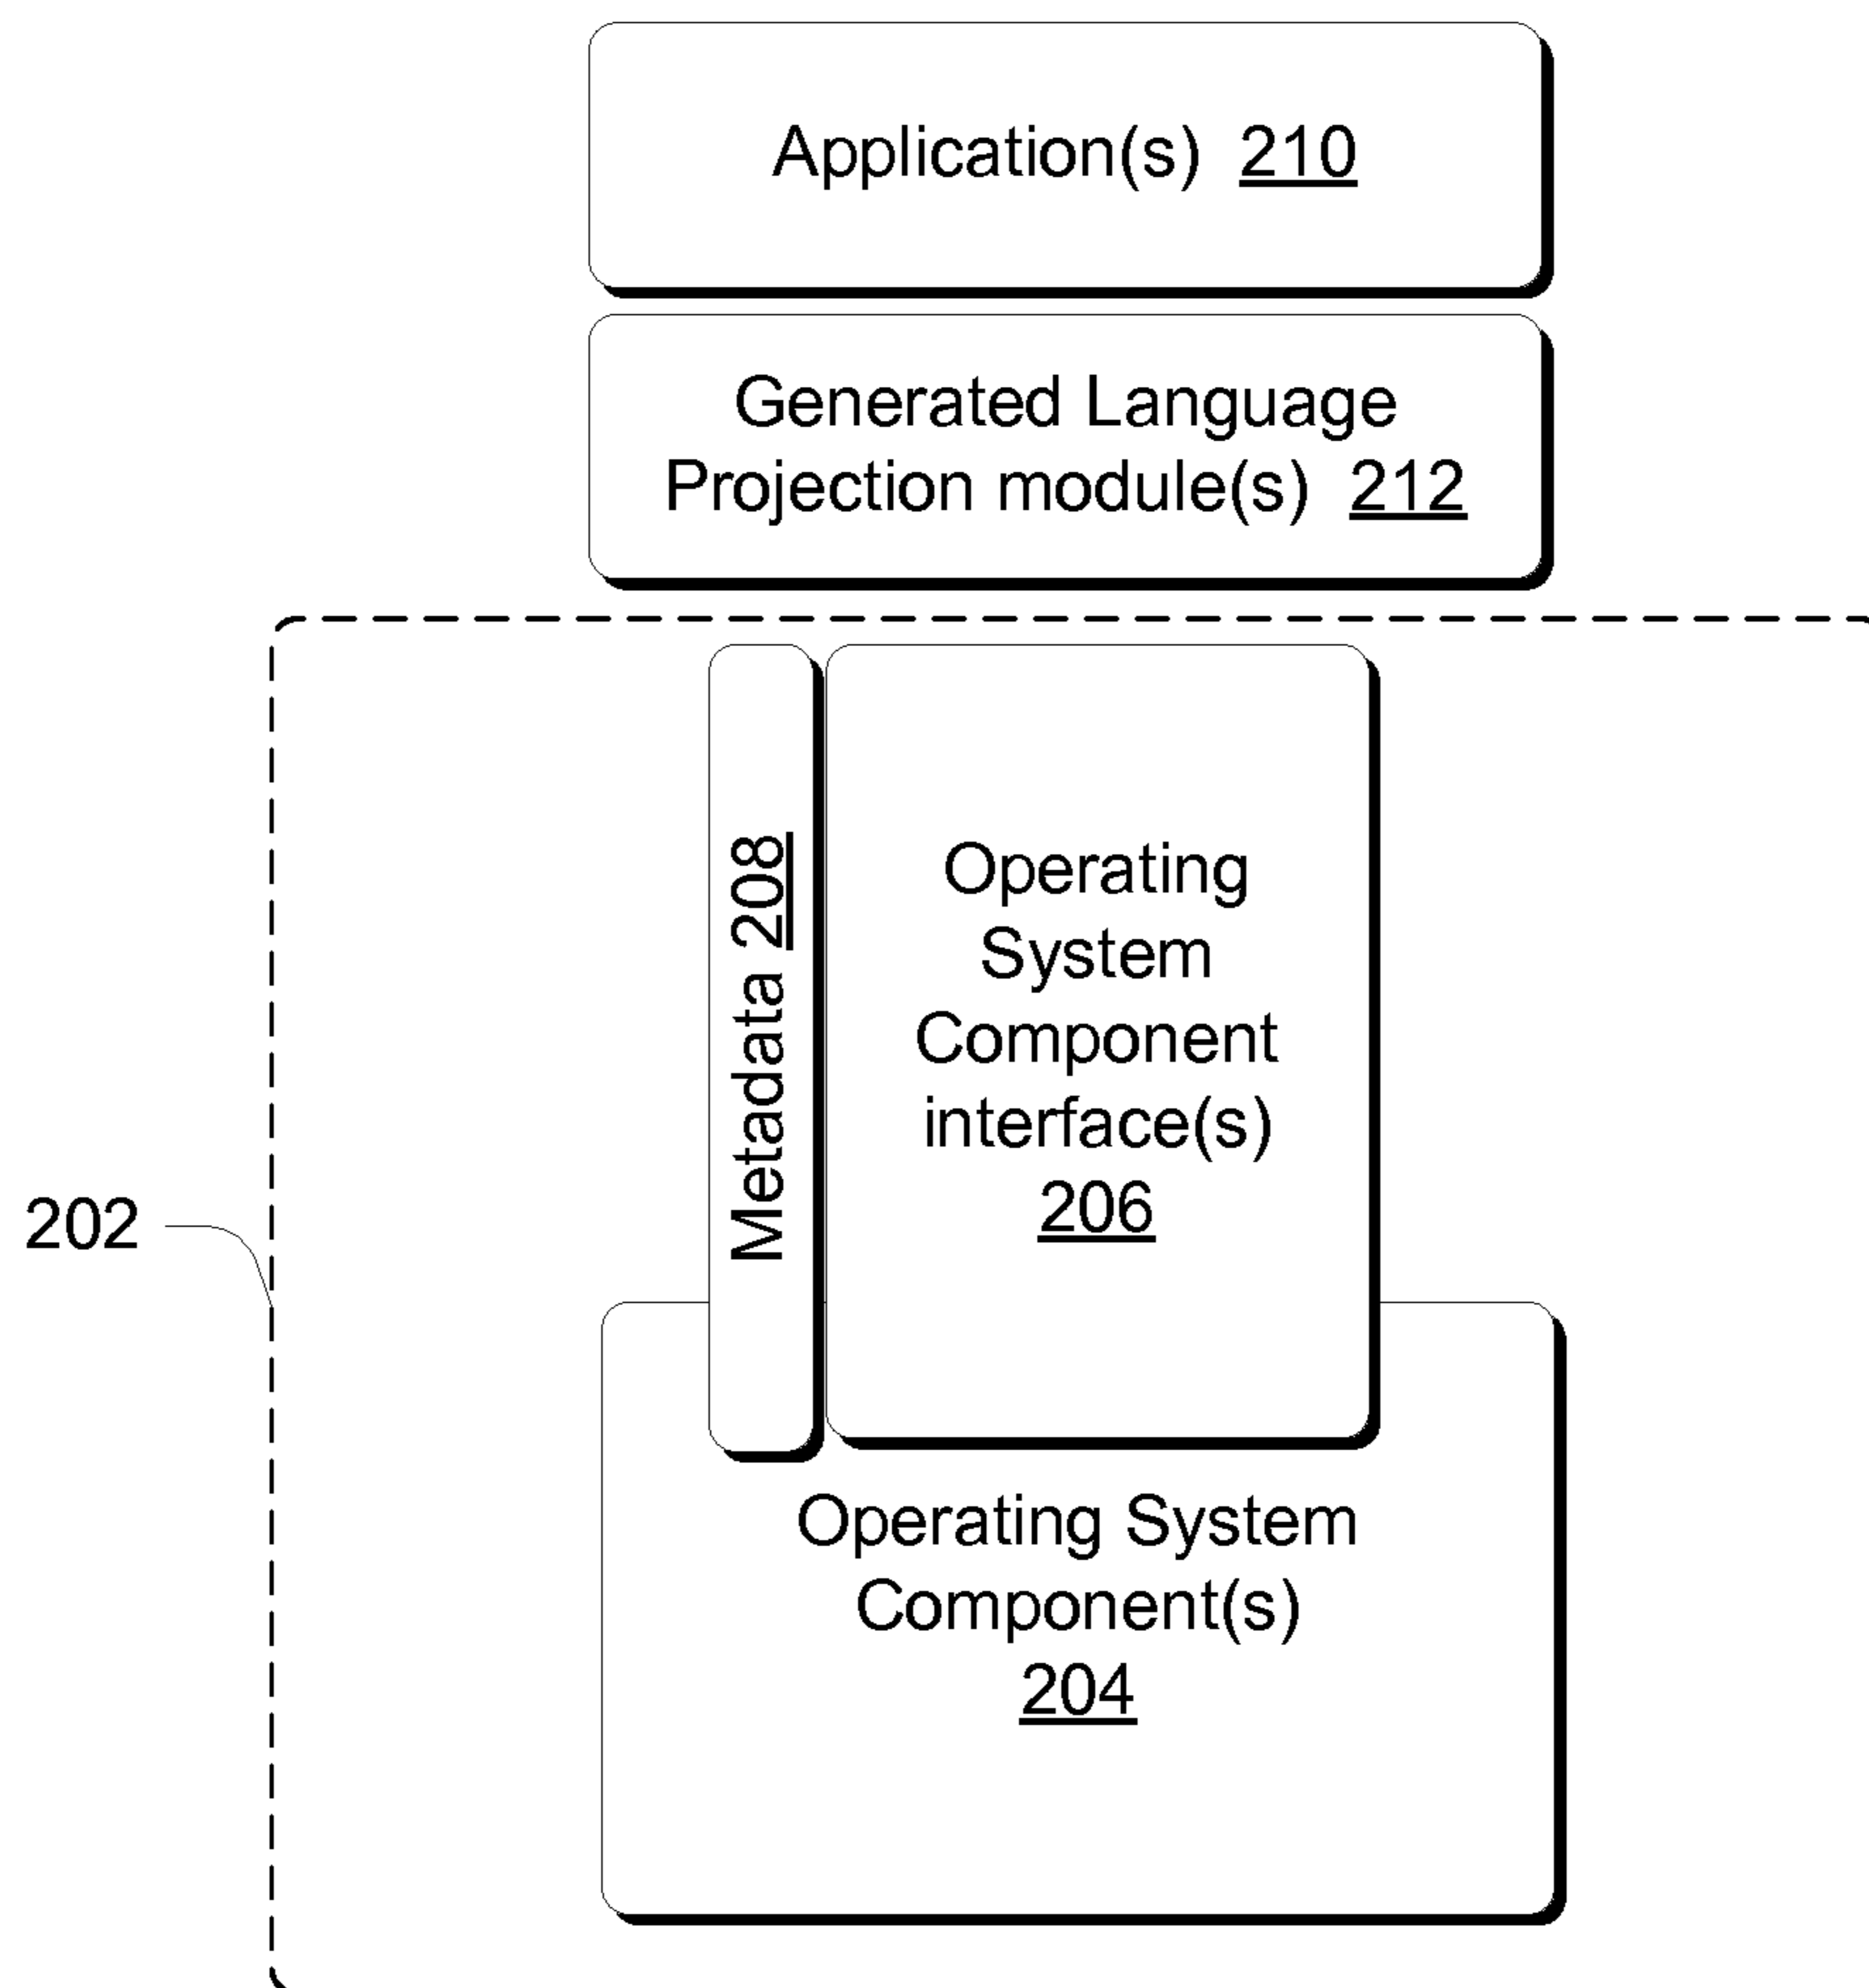 Application(s) 210
Generated Language
Projection module(s) 212
Metadata 208
Operating
System
Component
interface(s)
206
202
Operating System
Component(s)
204